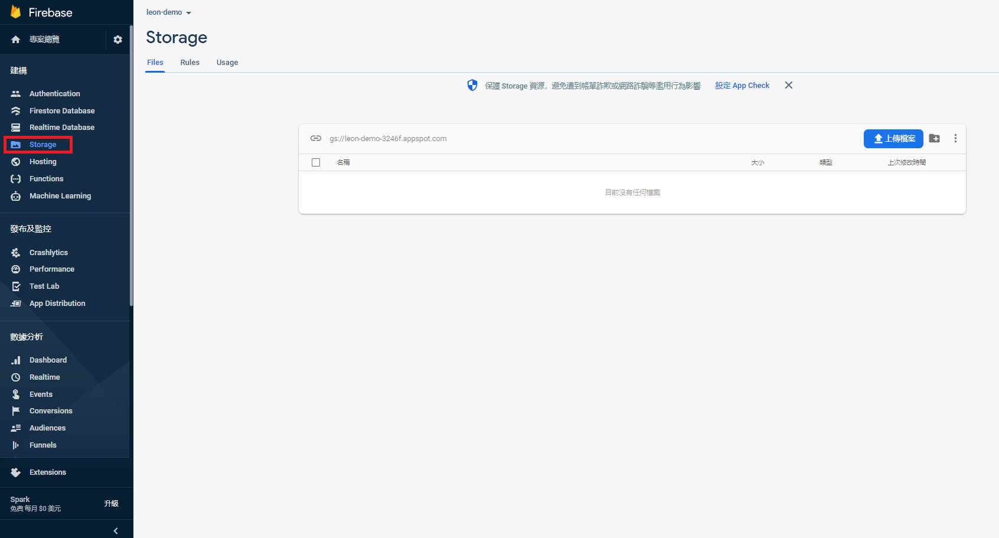 Firebase
專案總覽
建構
Authentication
Firestore Database
Realtime Database
Storage
Hosting
Functions
Machine Learning
發布及監控
Crashlytics
Performance
Test Lab
App Distribution
數據分析
Dashboard
Realtime
Events
Conversions
Audiences
Funnels
Extensions
Spark
免費 每月 $0 美元
升級
leon-demo
Storage
Files Rules Usage
保護 Storage 資源，避免遭到帳單詐欺或網路詐騙等濫用行為影響 設定 App Check
gs://leon-demo-3246f.appspot.com 上傳檔案
名稱 大小 類型 上次修改時間
目前沒有任何檔案